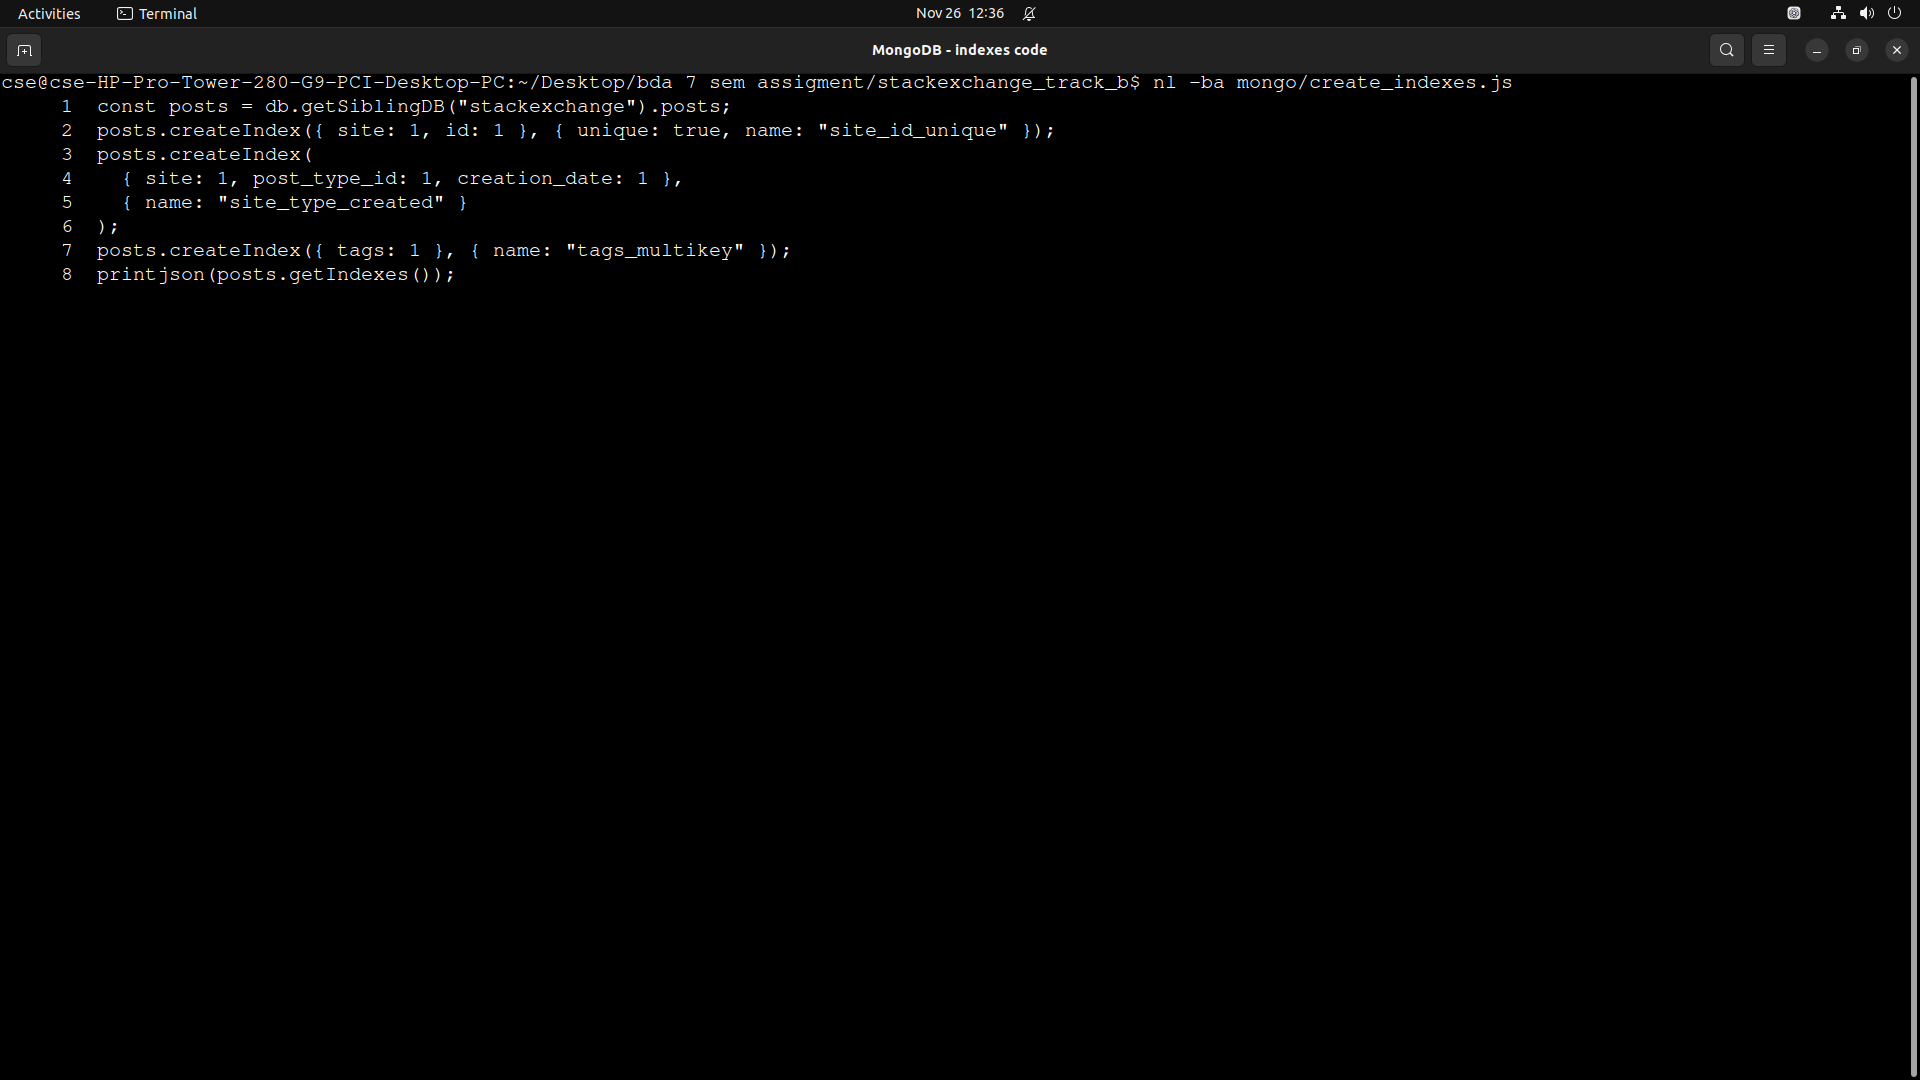 Activities Terminal Nov 26 12:36
MongoDB - indexes code
cse@cse-HP-Pro-Tower-280-G9-PCI-Desktop-PC:~/Desktop/bda 7 sem assigment/stackexchange_track_b$ nl -ba mongo/create_indexes.js
1 const posts = db.getSiblingDB("stackexchange").posts;
2 posts.createIndex({ site: 1, id: 1 }, { unique: true, name: "site_id_unique" });
3 posts.createIndex(
4   { site: 1, post_type_id: 1, creation_date: 1 },
5   { name: "site_type_created" }
6 );
7 posts.createIndex({ tags: 1 }, { name: "tags_multikey" });
8 printjson(posts.getIndexes());